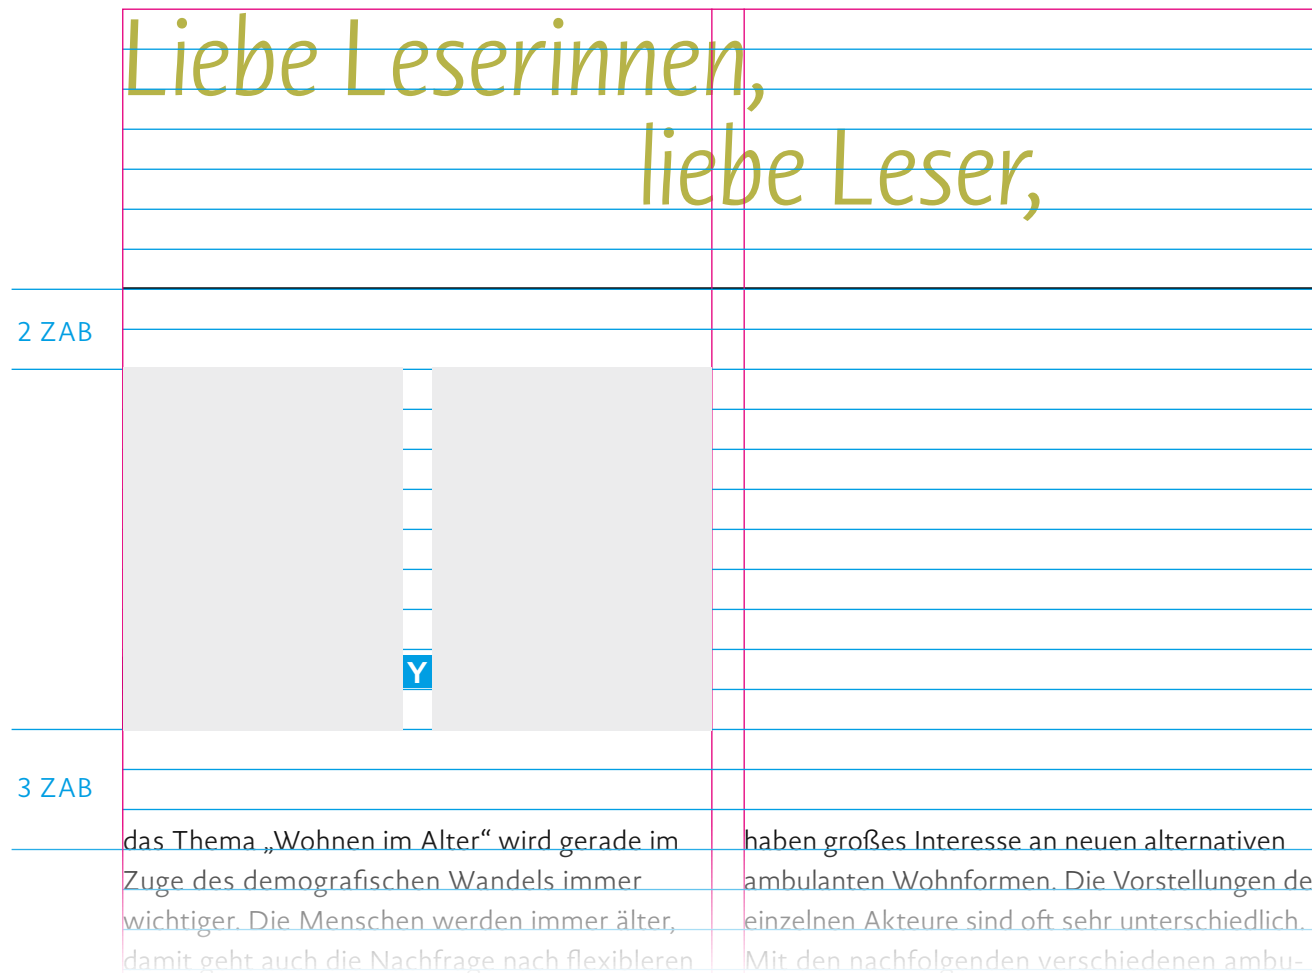 Liebe Leserinnen,
liebe Leser,
2 ZAB
Y
3 ZAB
das Thema „Wohnen im Alter“ wird gerade im
Zuge des demografischen Wandels immer
wichtiger. Die Menschen werden immer älter,
damit geht auch die Nachfrage nach flexibleren
haben großes Interesse an neuen alternativen
ambulanten Wohnformen. Die Vorstellungen de
einzelnen Akteure sind oft sehr unterschiedlich.
Mit den nachfolgenden verschiedenen ambu-